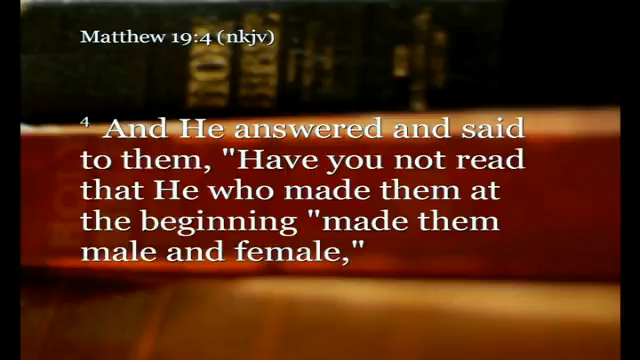 Matthew 19:4 (nkjv)
4 And He answered and said
to them, "Have you not read
that He who made them at
the beginning "made them
male and female,"